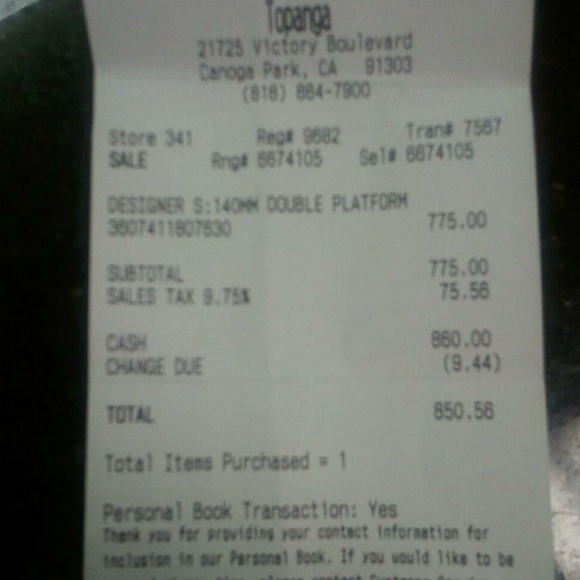 Topanga
21725 Victory Boulevard
Canoga Park, CA 91303
(818) 884-7900
Store 341 Reg# 9682 Tran# 7567
SALE Rng# 6674105 Sel# 6674105
DESIGNER S:140MM DOUBLE PLATFORM
3607411807630 775.00
SUBTOTAL 775.00
SALES TAX 9.75% 75.56
CASH 860.00
CHANGE DUE (9.44)
TOTAL 850.56
Total Items Purchased = 1
Personal Book Transaction: Yes
Thank you for providing your contact information for
inclusion in our Personal Book. If you would like to be
please contact Customer